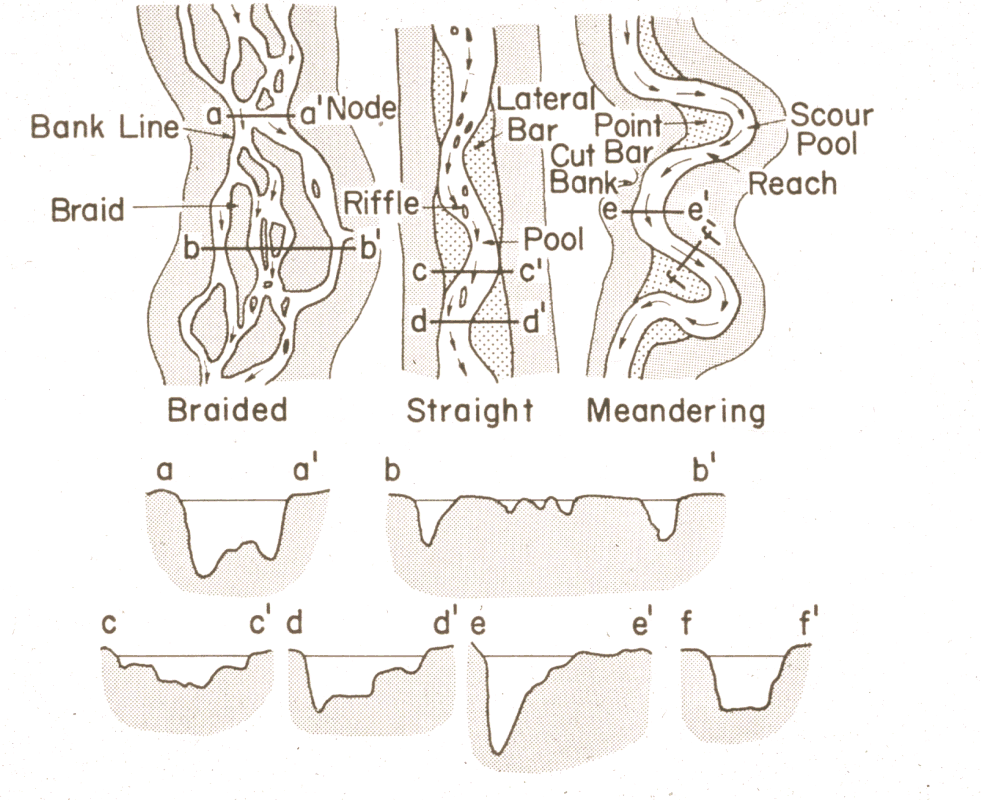 a a' Node
Bank Line
Braid
b b'
Braided
Lateral
Bar
Riffle
Pool
c c'
d d'
Straight
Point
Bar
Cut
Bank
Scour
Pool
Reach
e e'
f f'
Meandering
a a'
b b'
c c'
d d'
e e'
f f'